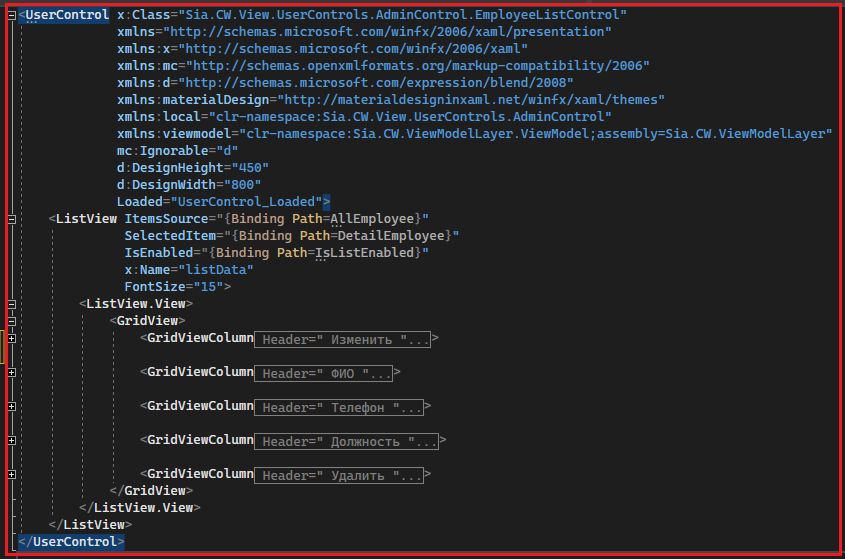 <UserControl x:Class="Sia.CW.View.UserControls.AdminControl.EmployeeListControl"
xmlns="http://schemas.microsoft.com/winfx/2006/xaml/presentation"
xmlns:x="http://schemas.microsoft.com/winfx/2006/xaml"
xmlns:mc="http://schemas.openxmlformats.org/markup-compatibility/2006"
xmlns:d="http://schemas.microsoft.com/expression/blend/2008"
xmlns:materialDesign="http://materialdesigninxaml.net/winfx/xaml/themes"
xmlns:local="clr-namespace:Sia.CW.View.UserControls.AdminControl"
xmlns:viewmodel="clr-namespace:Sia.CW.ViewModelLayer.ViewModel;assembly=Sia.CW.ViewModelLayer"
mc:Ignorable="d"
d:DesignHeight="450"
d:DesignWidth="800"
Loaded="UserControl_Loaded">
<ListView ItemsSource="{Binding Path=AllEmployee}"
SelectedItem="{Binding Path=DetailEmployee}"
IsEnabled="{Binding Path=IsListEnabled}"
x:Name="listData"
FontSize="15">
<ListView.View>
<GridView>
<GridViewColumn Header=" Изменить "...>
<GridViewColumn Header=" ФИО "...>
<GridViewColumn Header=" Телефон "...>
<GridViewColumn Header=" Должность "...>
<GridViewColumn Header=" Удалить "...>
</GridView>
</ListView.View>
</ListView>
</UserControl>